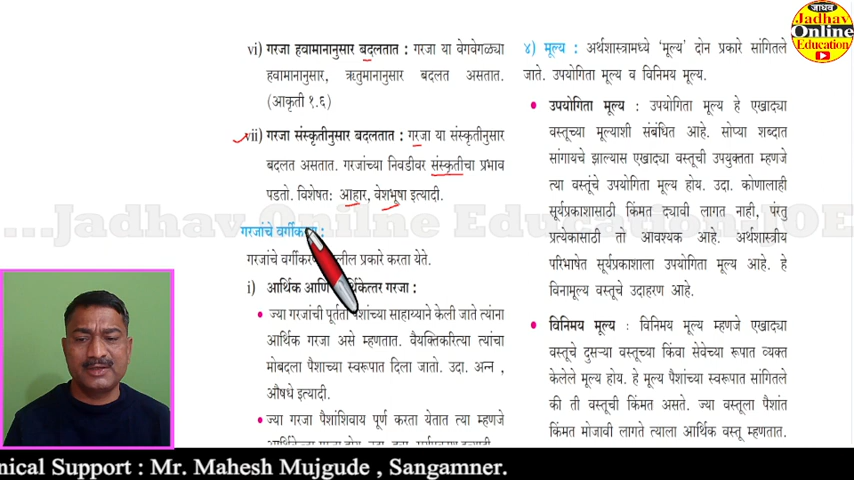 vi) गरजा हवामानानुसार बदलतात : गरजा या वेगवेगळ्या
हवामानानुसार, ऋतुमानानुसार बदलत असतात.
(आकृती १.६)
vii) गरजा संस्कृतीनुसार बदलतात : गरजा या संस्कृतीनुसार
बदलत असतात. गरजांच्या निवडीवर संस्कृतीचा प्रभाव
पडतो. विशेषत: आहार, वेशभूषा इत्यादी.
गरजांचे वर्गीकरण :
गरजांचे वर्गीकरण प्रकारे करता येते.
i) आर्थिक आणि गरजा :
• ज्या गरजांची पूर्तता पैशांच्या साहाय्याने केली जाते त्यांना
आर्थिक गरजा असे म्हणतात. वैयक्तिकरित्या त्यांचा
मोबदला पैशाच्या स्वरूपात दिला जातो. उदा. अन्न ,
औषधे इत्यादी.
• ज्या गरजा पैशांशिवाय पूर्ण करता येतात त्या म्हणजे
४) मूल्य : अर्थशास्त्रामध्ये 'मूल्य' दोन प्रकारे सांगितले
जाते. उपयोगिता मूल्य व विनिमय मूल्य.
• उपयोगिता मूल्य : उपयोगिता मूल्य हे एखाद्या
वस्तूच्या मूल्याशी संबंधित आहे. सोप्या शब्दात
सांगायचे झाल्यास एखाद्या वस्तूची उपयुक्तता म्हणजे
त्या वस्तूंचे उपयोगिता मूल्य होय. उदा. कोणालाही
सूर्यप्रकाशासाठी किंमत द्यावी लागत नाही, परंतु
प्रत्येकासाठी तो आवश्यक आहे. अर्थशास्त्रीय
परिभाषेत सूर्यप्रकाशाला उपयोगिता मूल्य आहे. हे
विनामूल्य वस्तूचे उदाहरण आहे.
• विनिमय मूल्य : विनिमय मूल्य म्हणजे एखाद्या
वस्तूचे दुसऱ्या वस्तूच्या किंवा सेवेच्या रूपात व्यक्त
केलेले मूल्य होय. हे मूल्य पैशांच्या स्वरूपात सांगितले
की ती वस्तूची किंमत असते. ज्या वस्तूला पैशांत
किंमत मोजावी लागते त्याला आर्थिक वस्तू म्हणतात.
...Jadhav Onilne Education JOE
जाधव
Jadhav
Online
Education
nical Support : Mr. Mahesh Mujgude , Sangamner.